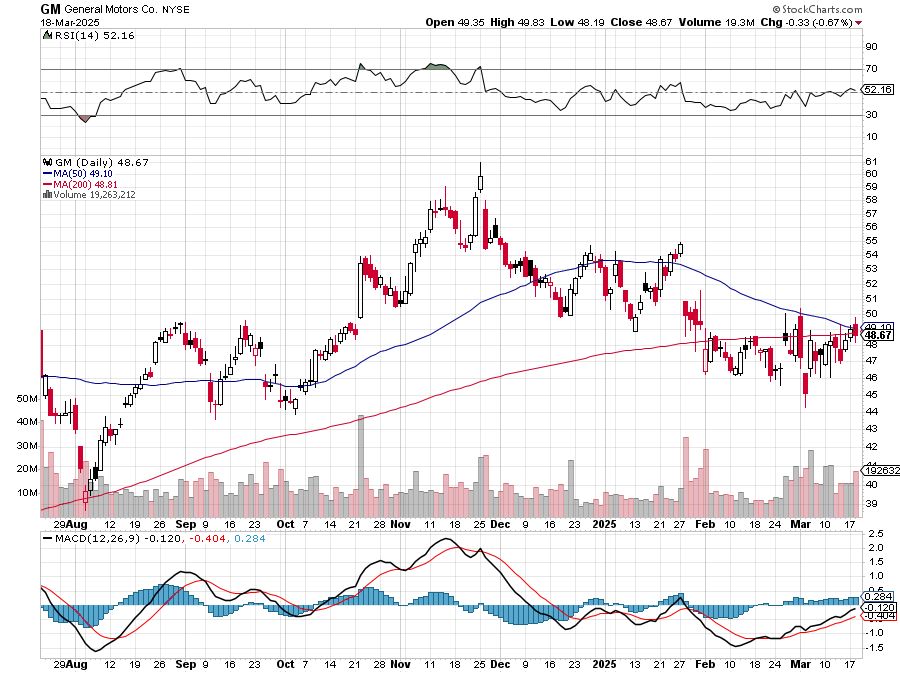 GM General Motors Co. NYSE
© StockCharts.com
18-Mar-2025
Open 49.35 High 49.83 Low 48.19 Close 48.67 Volume 19.3M Chg -0.33 (-0.67%)
RSI(14) 52.16
90
70
52.16
30
10
GM (Daily) 48.67
MA(50) 49.10
MA(200) 48.81
Volume 19,263,212
61
60
59
58
57
56
55
54
53
52
51
50
49.10
48.67
48
47
46
45
44
43
42
41
40
39
50M
40M
30M
20M
10M
192632
29 Aug 12 19 26 Sep 9 16 23 Oct 7 14 21 28 Nov 11 18 25 Dec 9 16 23 2025 13 21 27 Feb 10 18 24 Mar 10 17
MACD(12,26,9) -0.120, -0.404, 0.284
2.5
2.0
1.5
1.0
0.5
0.284
-0.120
-0.404
-1.0
-1.5
29 Aug 12 19 26 Sep 9 16 23 Oct 7 14 21 28 Nov 11 18 25 Dec 9 16 23 2025 13 21 27 Feb 10 18 24 Mar 10 17